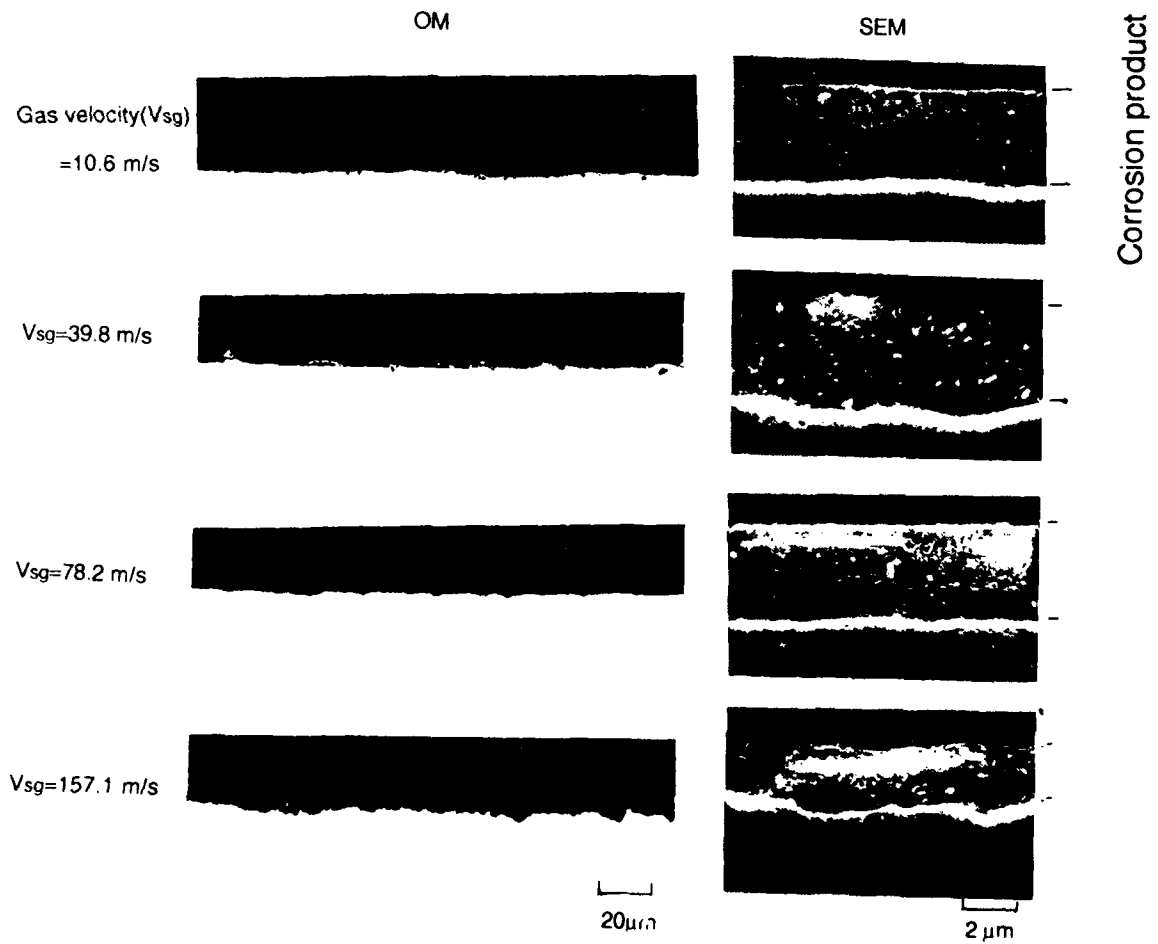 OM
SEM
Corrosion product
Gas velocity(Vsg)
=10.6 m/s
Vsg=39.8 m/s
Vsg=78.2 m/s
Vsg=157.1 m/s
20μm
2 μm